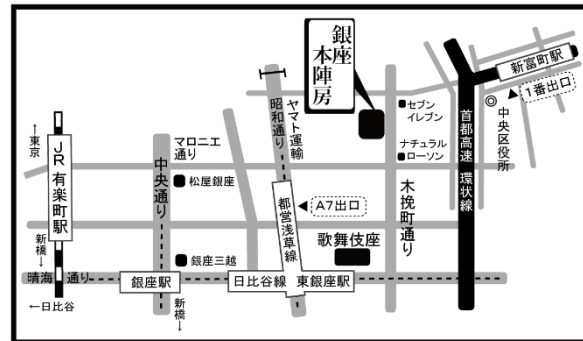 銀座
本陣房
新富町駅
1番出口
中央区役所
首都高速 環状線
セブン
イレブン
ナチュラル
ローソン
ヤマト運輸
昭和通り
マロニエ
通り
中央通り
松屋銀座
←東京
JR 有楽町駅
新橋→
A7出口
都営浅草線
木挽町通り
歌舞伎座
銀座三越
晴海通り
銀座駅
日比谷線 東銀座駅
新橋→
←日比谷